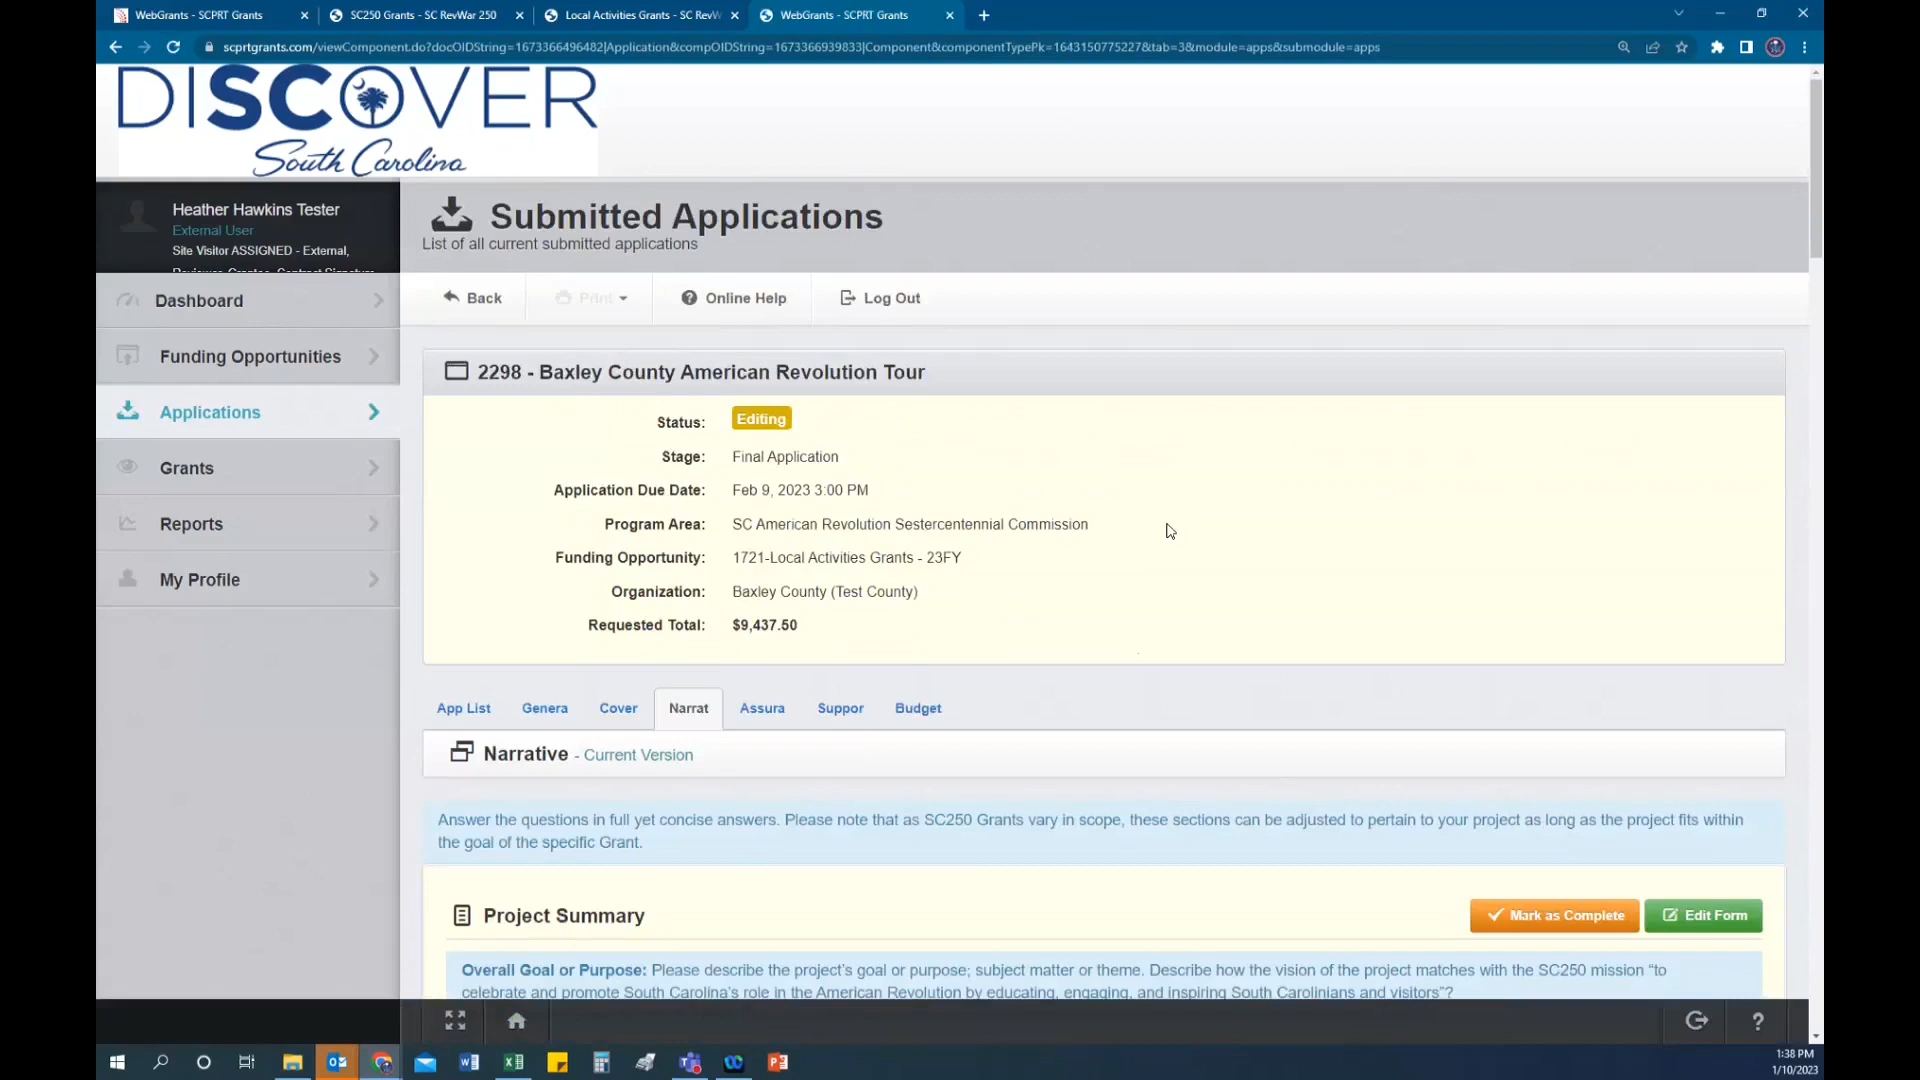 WebGrants - SCPRT Grants
SC250 Grants - SC RevWar 250
Local Activities Grants - SC RevW
WebGrants - SCPRT Grants
scprtgrants.com/viewComponent.do?docOIDString=1673366496482|Application&compOIDString=1673366939833|Component&componentTypePk=1643150775227&tab=3&module=apps&submodule=apps
DISCOVER
South Carolina
Heather Hawkins Tester
External User
Site Visitor ASSIGNED - External,
Reviewer, Grantee, Contract Signature
Dashboard
Funding Opportunities
Applications
Grants
Reports
My Profile
Submitted Applications
List of all current submitted applications
Back
Print
Online Help
Log Out
2298 - Baxley County American Revolution Tour
Status: Editing
Stage: Final Application
Application Due Date: Feb 9, 2023 3:00 PM
Program Area: SC American Revolution Sestercentennial Commission
Funding Opportunity: 1721-Local Activities Grants - 23FY
Organization: Baxley County (Test County)
Requested Total: $9,437.50
App List Genera Cover Narrat Assura Suppor Budget
Narrative - Current Version
Answer the questions in full yet concise answers. Please note that as SC250 Grants vary in scope, these sections can be adjusted to pertain to your project as long as the project fits within
the goal of the specific Grant.
Project Summary
Mark as Complete
Edit Form
Overall Goal or Purpose: Please describe the project's goal or purpose; subject matter or theme. Describe how the vision of the project matches with the SC250 mission “to
celebrate and promote South Carolina's role in the American Revolution by educating, engaging, and inspiring South Carolinians and visitors”?
1:38 PM
1/10/2023